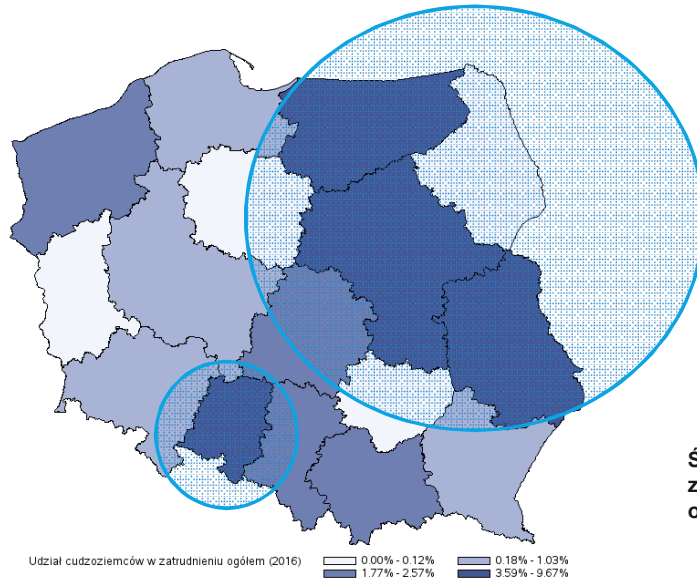 Ś
z
o
Udział cudzoziemców w zatrudnieniu ogółem (2016) 0.00% - 0.12% 0.18% - 1.03%
1.77% - 2.57% 3.59% - 9.67%